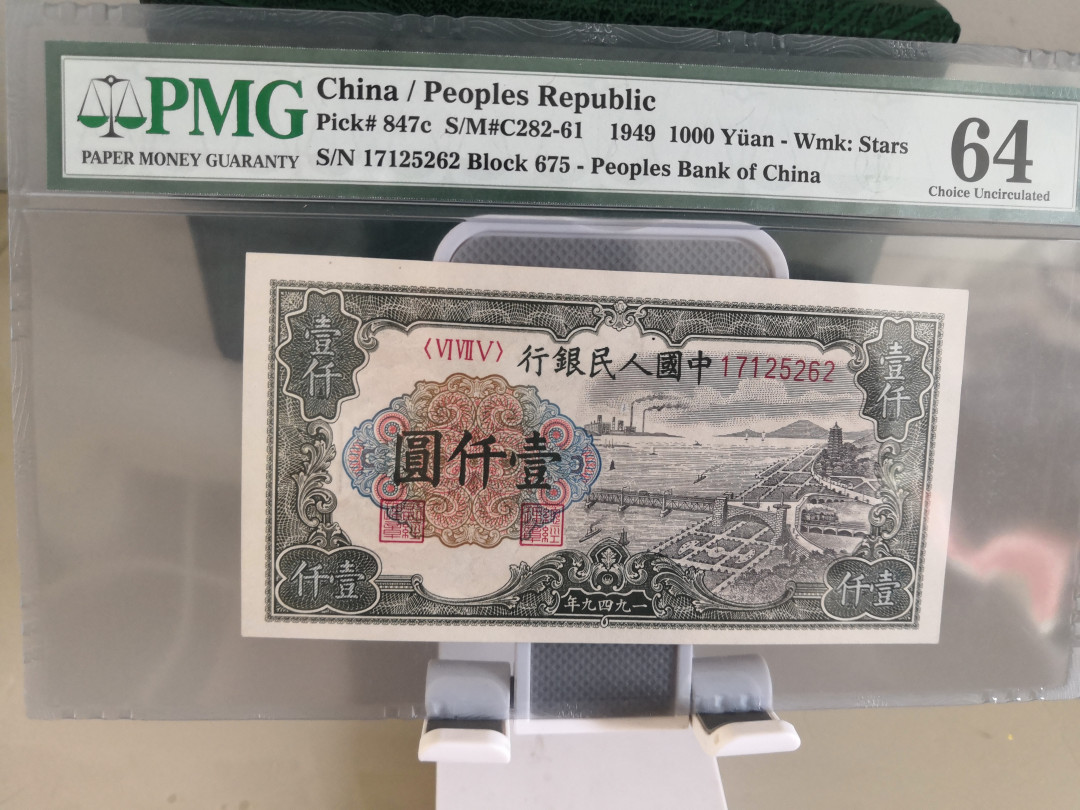 PMG
PAPER MONEY GUARANTY
China / Peoples Republic
Pick# 847c S/M#C282-61 1949 1000 Yüan - Wmk: Stars
S/N 17125262 Block 675 - Peoples Bank of China
64
Choice Uncirculated
壹仟
壹仟
〈VI VII V〉
中國人民銀行
17125262
壹仟圓
壹仟
壹仟
一九四九年
6